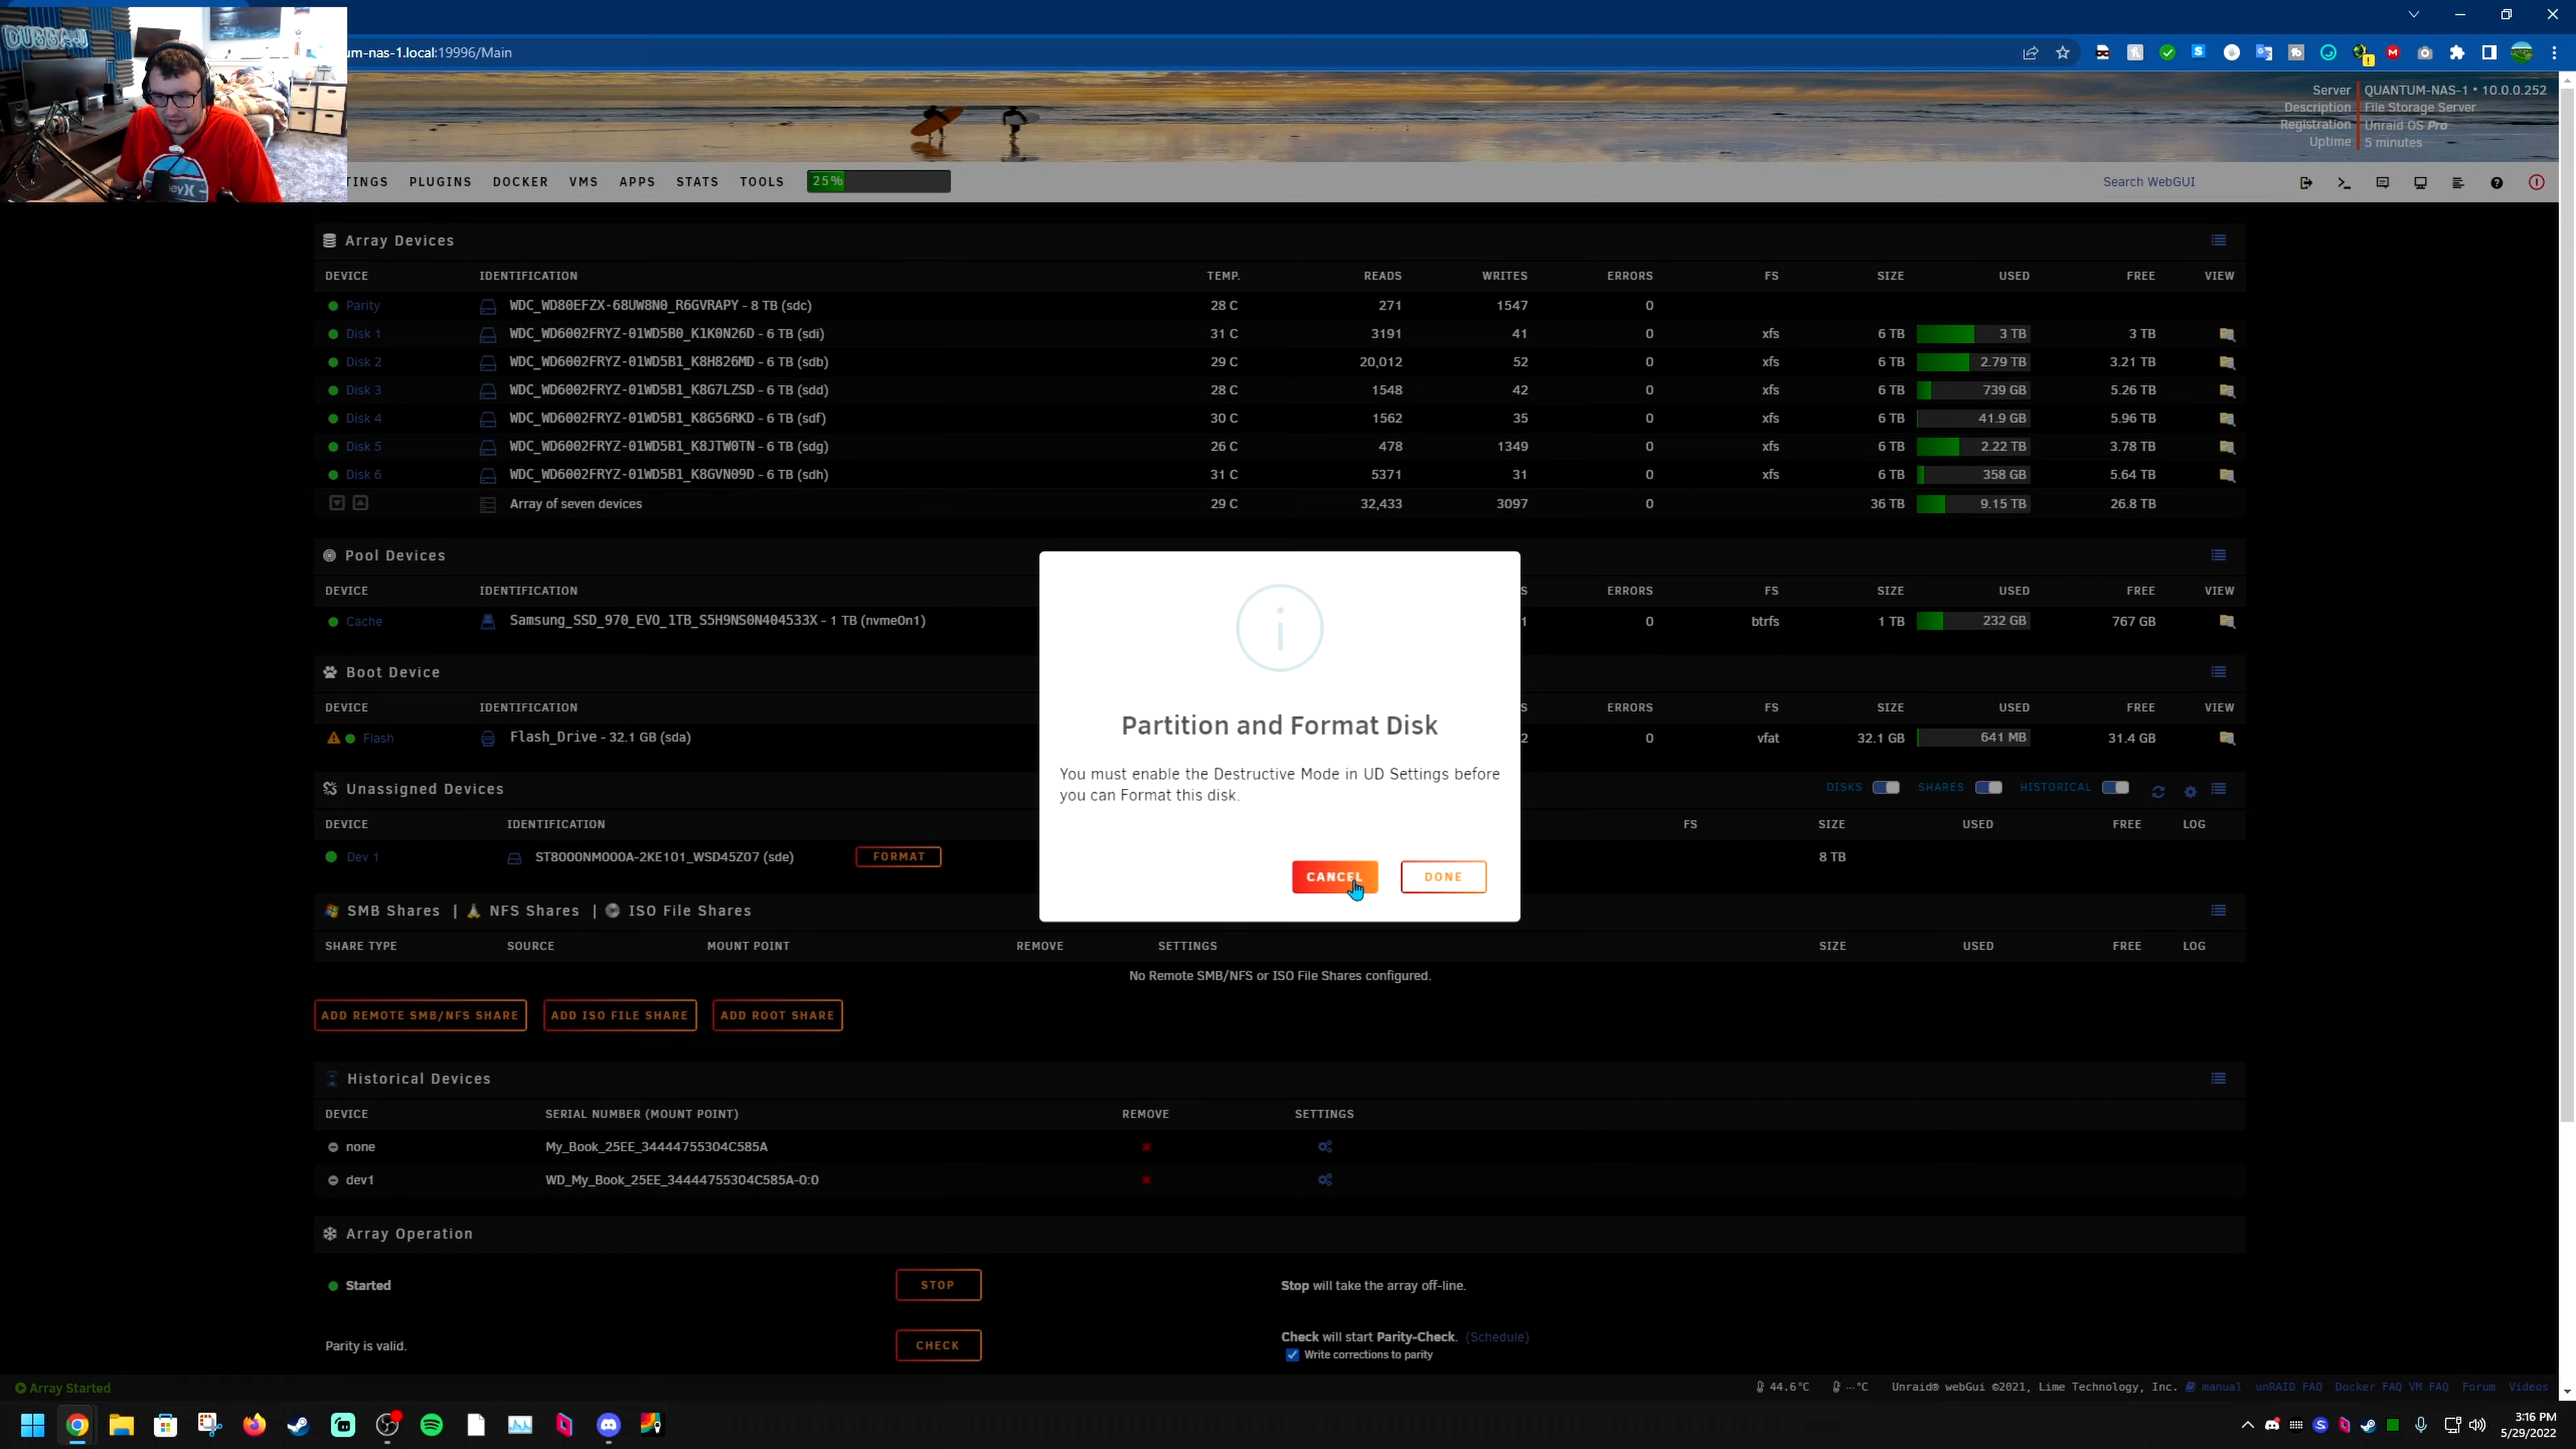 DUBBA-U
um-nas-1.local:19996/Main
Server QUANTUM-NAS-1 • 10.0.0.252
Description File Storage Server
Registration Unraid OS Pro
Uptime 5 minutes
TINGS PLUGINS DOCKER VMS APPS STATS TOOLS 25% Search WebGUI
Array Devices
DEVICE IDENTIFICATION TEMP. READS WRITES ERRORS FS SIZE USED FREE VIEW
Parity WDC_WD80EFZX-68UW8N0_R6GVRAPY - 8 TB (sdc) 28 C 271 1547 0
Disk 1 WDC_WD6002FRYZ-01WD5B0_K1K0N26D - 6 TB (sdi) 31 C 3191 41 0 xfs 6 TB 3 TB 3 TB
Disk 2 WDC_WD6002FRYZ-01WD5B1_K8H826MD - 6 TB (sdb) 29 C 20,012 52 0 xfs 6 TB 2.79 TB 3.21 TB
Disk 3 WDC_WD6002FRYZ-01WD5B1_K8G7LZSD - 6 TB (sdd) 28 C 1548 42 0 xfs 6 TB 739 GB 5.26 TB
Disk 4 WDC_WD6002FRYZ-01WD5B1_K8G56RKD - 6 TB (sdf) 30 C 1562 35 0 xfs 6 TB 41.9 GB 5.96 TB
Disk 5 WDC_WD6002FRYZ-01WD5B1_K8JTW0TN - 6 TB (sdg) 26 C 478 1349 0 xfs 6 TB 2.22 TB 3.78 TB
Disk 6 WDC_WD6002FRYZ-01WD5B1_K8GVN09D - 6 TB (sdh) 31 C 5371 31 0 xfs 6 TB 358 GB 5.64 TB
Array of seven devices 29 C 32,433 3097 0 36 TB 9.15 TB 26.8 TB
Pool Devices
DEVICE IDENTIFICATION S ERRORS FS SIZE USED FREE VIEW
Cache Samsung_SSD_970_EVO_1TB_S5H9NS0N404533X - 1 TB (nvme0n1) 1 0 btrfs 1 TB 232 GB 767 GB
Boot Device
DEVICE IDENTIFICATION S ERRORS FS SIZE USED FREE VIEW
Flash Flash_Drive - 32.1 GB (sda) 2 0 vfat 32.1 GB 641 MB 31.4 GB
Partition and Format Disk
You must enable the Destructive Mode in UD Settings before
you can Format this disk.
CANCEL DONE
Unassigned Devices DISKS SHARES HISTORICAL
DEVICE IDENTIFICATION FS SIZE USED FREE LOG
Dev 1 ST8000NM000A-2KE101_WSD45Z07 (sde) FORMAT 8 TB
SMB Shares | NFS Shares | ISO File Shares
SHARE TYPE SOURCE MOUNT POINT REMOVE SETTINGS SIZE USED FREE LOG
No Remote SMB/NFS or ISO File Shares configured.
ADD REMOTE SMB/NFS SHARE ADD ISO FILE SHARE ADD ROOT SHARE
Historical Devices
DEVICE SERIAL NUMBER (MOUNT POINT) REMOVE SETTINGS
none My_Book_25EE_34444755304C585A
dev1 WD_My_Book_25EE_34444755304C585A-0:0
Array Operation
Started STOP Stop will take the array off-line.
Parity is valid. CHECK Check will start Parity-Check. (Schedule)
Write corrections to parity
Array Started 44.6°C --°C Unraid® webGui ©2021, Lime Technology, Inc. manual unRAID FAQ Docker FAQ VM FAQ Forum Videos
3:16 PM
5/29/2022